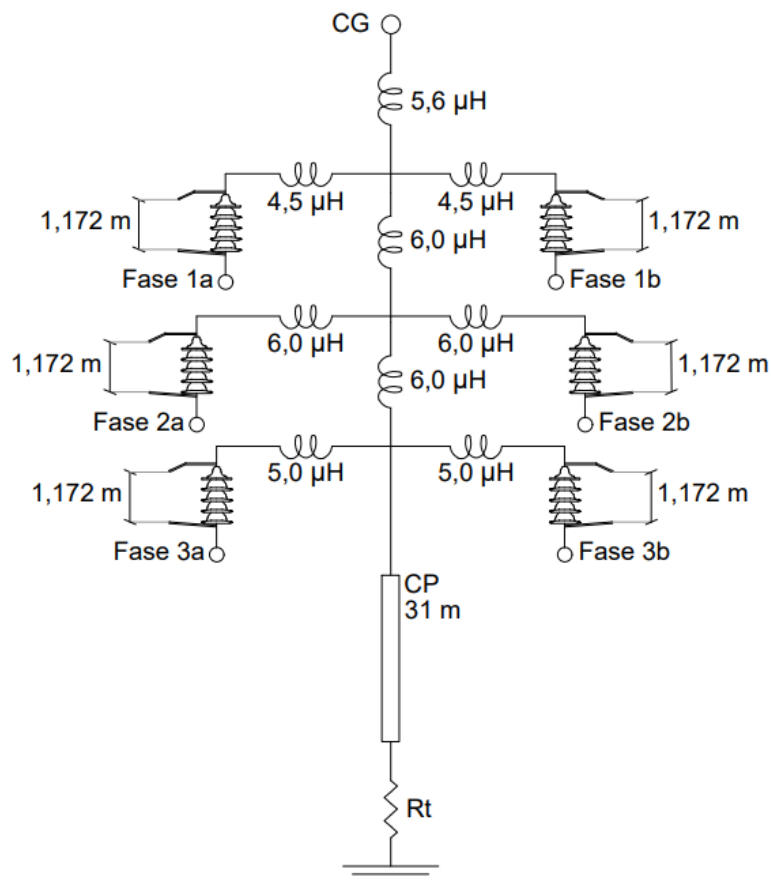 CG
5,6 µH
4,5 µH
4,5 µH
1,172 m
1,172 m
6,0 µH
Fase 1a
Fase 1b
6,0 µH
6,0 µH
1,172 m
1,172 m
6,0 µH
Fase 2a
Fase 2b
5,0 µH
5,0 µH
1,172 m
1,172 m
Fase 3a
Fase 3b
CP
31 m
Rt